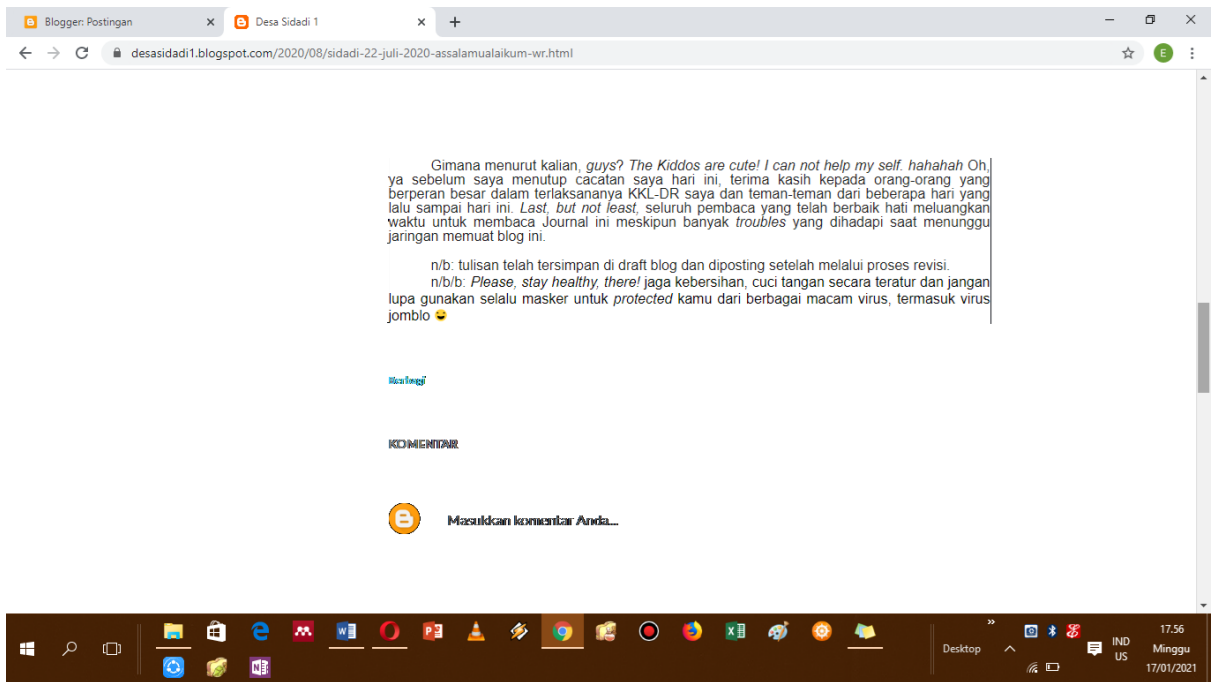 Blogger: Postingan
Desa Sidadi 1
desasidadi1.blogspot.com/2020/08/sidadi-22-juli-2020-assalamualaikum-wr.html
E
Gimana menurut kalian, guys? The Kiddos are cute! I can not help my self. hahahah Oh,
ya sebelum saya menutup cacatan saya hari ini, terima kasih kepada orang-orang yang
berperan besar dalam terlaksananya KKL-DR saya dan teman-teman dari beberapa hari yang
lalu sampai hari ini. Last, but not least, seluruh pembaca yang telah berbaik hati meluangkan
waktu untuk membaca Journal ini meskipun banyak troubles yang dihadapi saat menunggu
jaringan memuat blog ini.
n/b: tulisan telah tersimpan di draft blog dan diposting setelah melalui proses revisi.
n/b/b: Please, stay healthy, there! jaga kebersihan, cuci tangan secara teratur dan jangan
lupa gunakan selalu masker untuk protected kamu dari berbagai macam virus, termasuk virus
jomblo 😄
Berbagi
KOMENTAR
Masukkan komentar Anda...
Desktop
IND
US
17.56
Minggu
17/01/2021